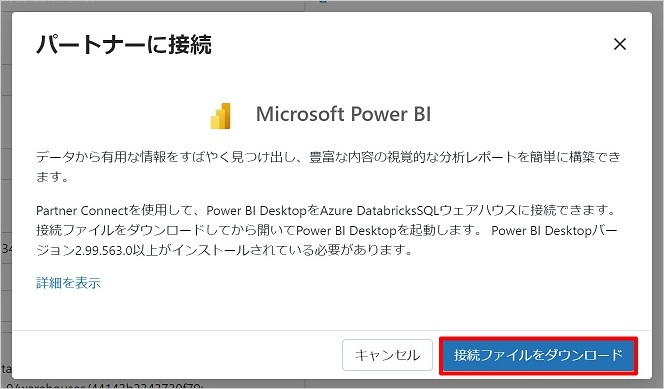 パートナーに接続
Microsoft Power BI
データから有用な情報をすばやく見つけ出し、豊富な内容の視覚的な分析レポートを簡単に構築でき
ます。
Partner Connectを使用して、Power BI DesktopをAzure DatabricksSQLウェアハウスに接続できます。
接続ファイルをダウンロードしてから開いてPower BI Desktopを起動します。 Power BI Desktopバー
ジョン2.99.563.0以上がインストールされている必要があります。
34
詳細を表示
キャンセル
接続ファイルをダウンロード